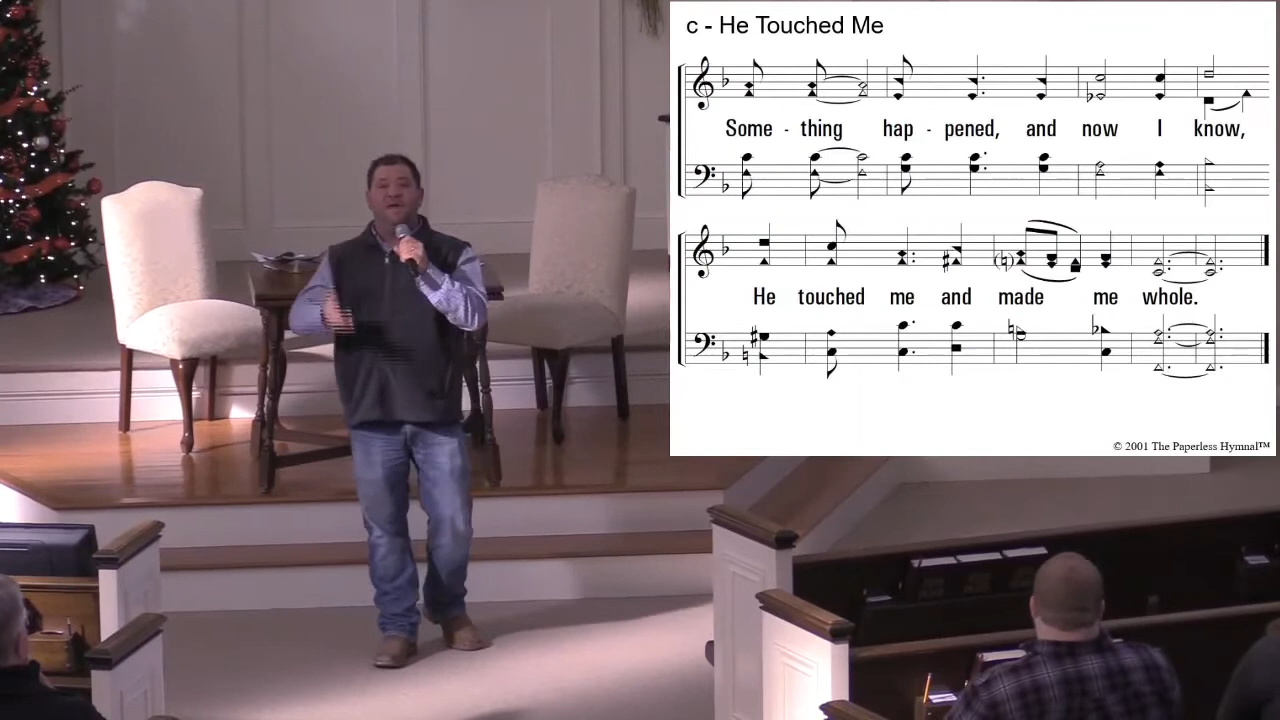 c - He Touched Me
Some - thing hap - pened, and now I know,
He touched me and made me whole.
© 2001 The Paperless Hymnal™